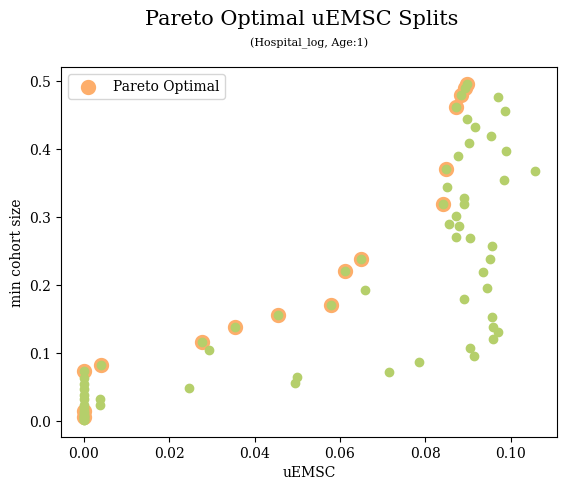 Pareto Optimal uEMSC Splits
(Hospital_log, Age:1)
Pareto Optimal
0.5
0.4
0.3
0.2
0.1
0.0
min cohort size
0.00 0.02 0.04 0.06 0.08 0.10
uEMSC